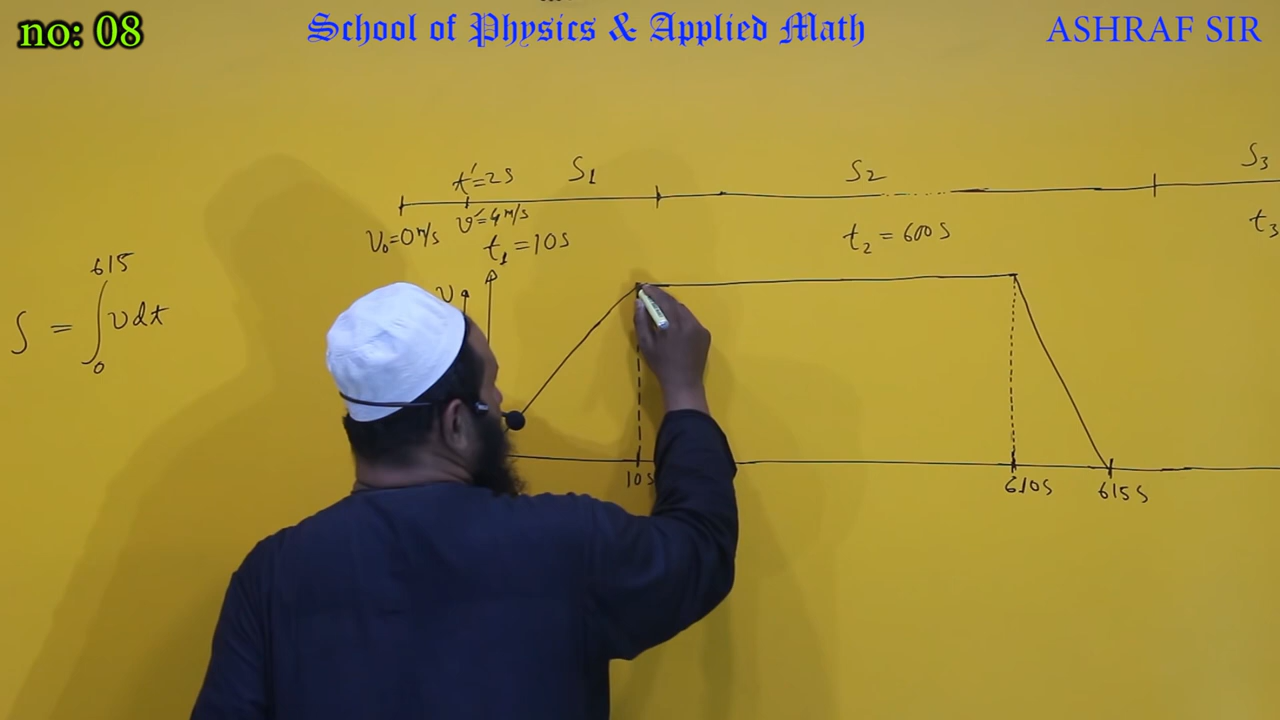 no: 08
School of Physics & Applied Math
ASHRAF SIR
t'=2s
S1
S2
S3
V0=0m/s
v'=4m/s
t1=10s
t2=600s
t3
615
S = ∫vdt
0
v
10s
610s
615s